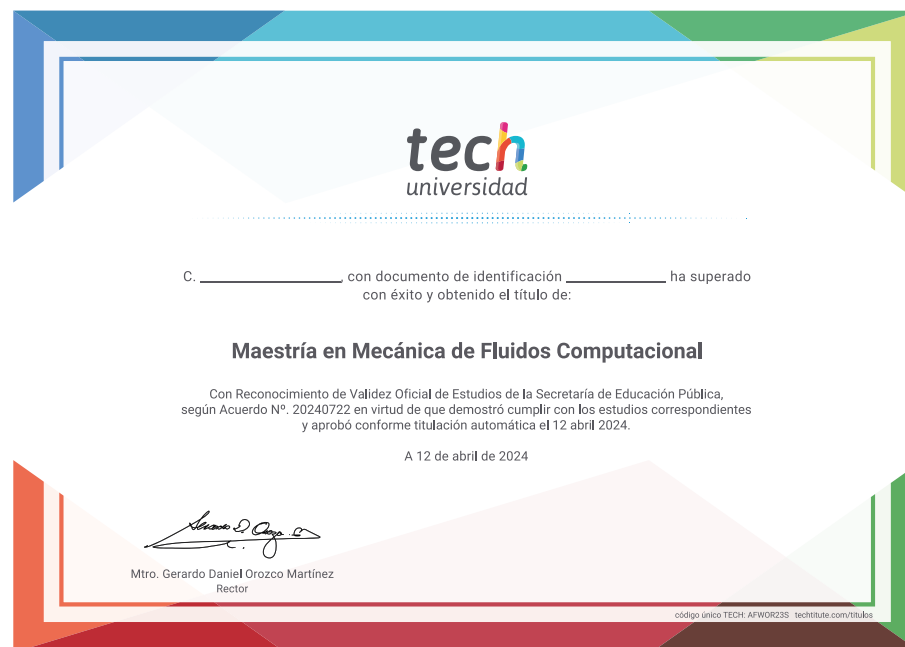 tech
universidad
C. ____________, con documento de identificación ____________ ha superado
con éxito y obtenido el título de:
Maestría en Mecánica de Fluidos Computacional
Con Reconocimiento de Validez Oficial de Estudios de la Secretaría de Educación Pública,
según Acuerdo Nº. 20240722 en virtud de que demostró cumplir con los estudios correspondientes
y aprobó conforme titulación automática el 12 abril 2024.
A 12 de abril de 2024
Mtro. Gerardo Daniel Orozco Martínez
Rector
código único TECH: AFWOR23S techtitute.com/titulos